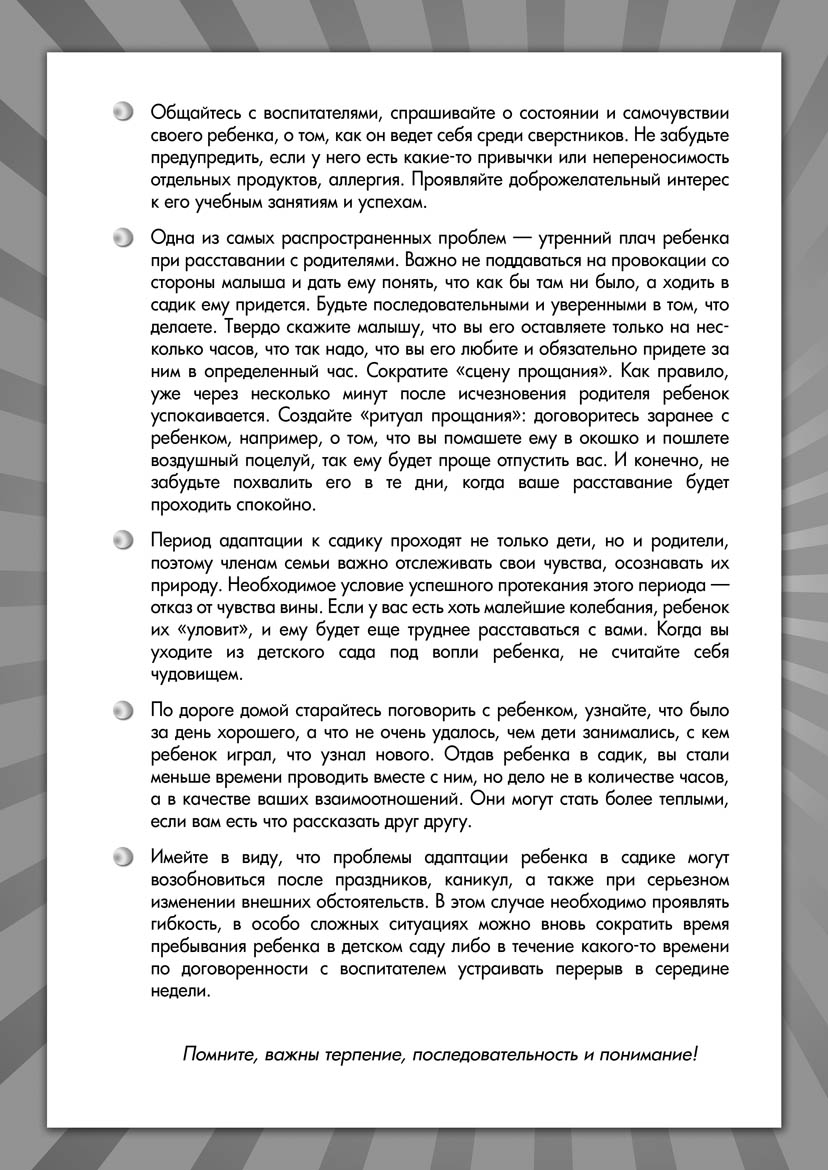 Общайтесь с воспитателями, спрашивайте о состоянии и самочувствии
своего ребенка, о том, как он ведет себя среди сверстников. Не забудьте
предупредить, если у него есть какие-то привычки или непереносимость
отдельных продуктов, аллергия. Проявляйте доброжелательный интерес
к его учебным занятиям и успехам.
Одна из самых распространенных проблем — утренний плач ребенка
при расставании с родителями. Важно не поддаваться на провокации со
стороны малыша и дать ему понять, что как бы там ни было, а ходить в
садик ему придется. Будьте последовательными и уверенными в том, что
делаете. Твердо скажите малышу, что вы его оставляете только на нес-
колько часов, что так надо, что вы его любите и обязательно придете за
ним в определенный час. Сократите «сцену прощания». Как правило,
уже через несколько минут после исчезновения родителя ребенок
успокаивается. Создайте «ритуал прощания»: договоритесь заранее с
ребенком, например, о том, что вы помашете ему в окошко и пошлете
воздушный поцелуй, так ему будет проще отпустить вас. И конечно, не
забудьте похвалить его в те дни, когда ваше расставание будет
проходить спокойно.
Период адаптации к садику проходят не только дети, но и родители,
поэтому членам семьи важно отслеживать свои чувства, осознавать их
природу. Необходимое условие успешного протекания этого периода —
отказ от чувства вины. Если у вас есть хоть малейшие колебания, ребенок
их «уловит», и ему будет еще труднее расставаться с вами. Когда вы
уходите из детского сада под вопли ребенка, не считайте себя
чудовищем.
По дороге домой старайтесь поговорить с ребенком, узнайте, что было
за день хорошего, а что не очень удалось, чем дети занимались, с кем
ребенок играл, что узнал нового. Отдав ребенка в садик, вы стали
меньше времени проводить вместе с ним, но дело не в количестве часов,
а в качестве ваших взаимоотношений. Они могут стать более теплыми,
если вам есть что рассказать друг другу.
Имейте в виду, что проблемы адаптации ребенка в садике могут
возобновиться после праздников, каникул, а также при серьезном
изменении внешних обстоятельств. В этом случае необходимо проявлять
гибкость, в особо сложных ситуациях можно вновь сократить время
пребывания ребенка в детском саду либо в течение какого-то времени
по договоренности с воспитателем устраивать перерыв в середине
недели.
Помните, важны терпение, последовательность и понимание!